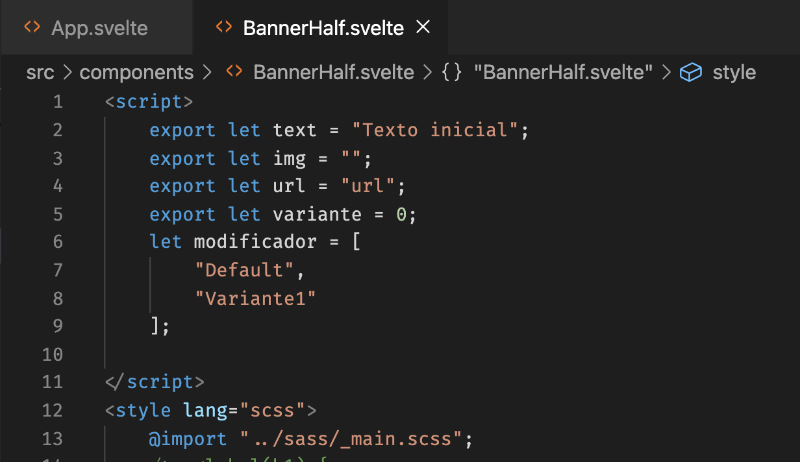 App.svelte BannerHalf.svelte ×
src > components > BannerHalf.svelte > {} "BannerHalf.svelte" > style
1 <script>
2 export let text = "Texto inicial";
3 export let img = "";
4 export let url = "url";
5 export let variante = 0;
6 let modificador = [
7 "Default",
8 "Variante1"
9 ];
10
11 </script>
12 <style lang="scss">
13 @import "../sass/_main.scss";